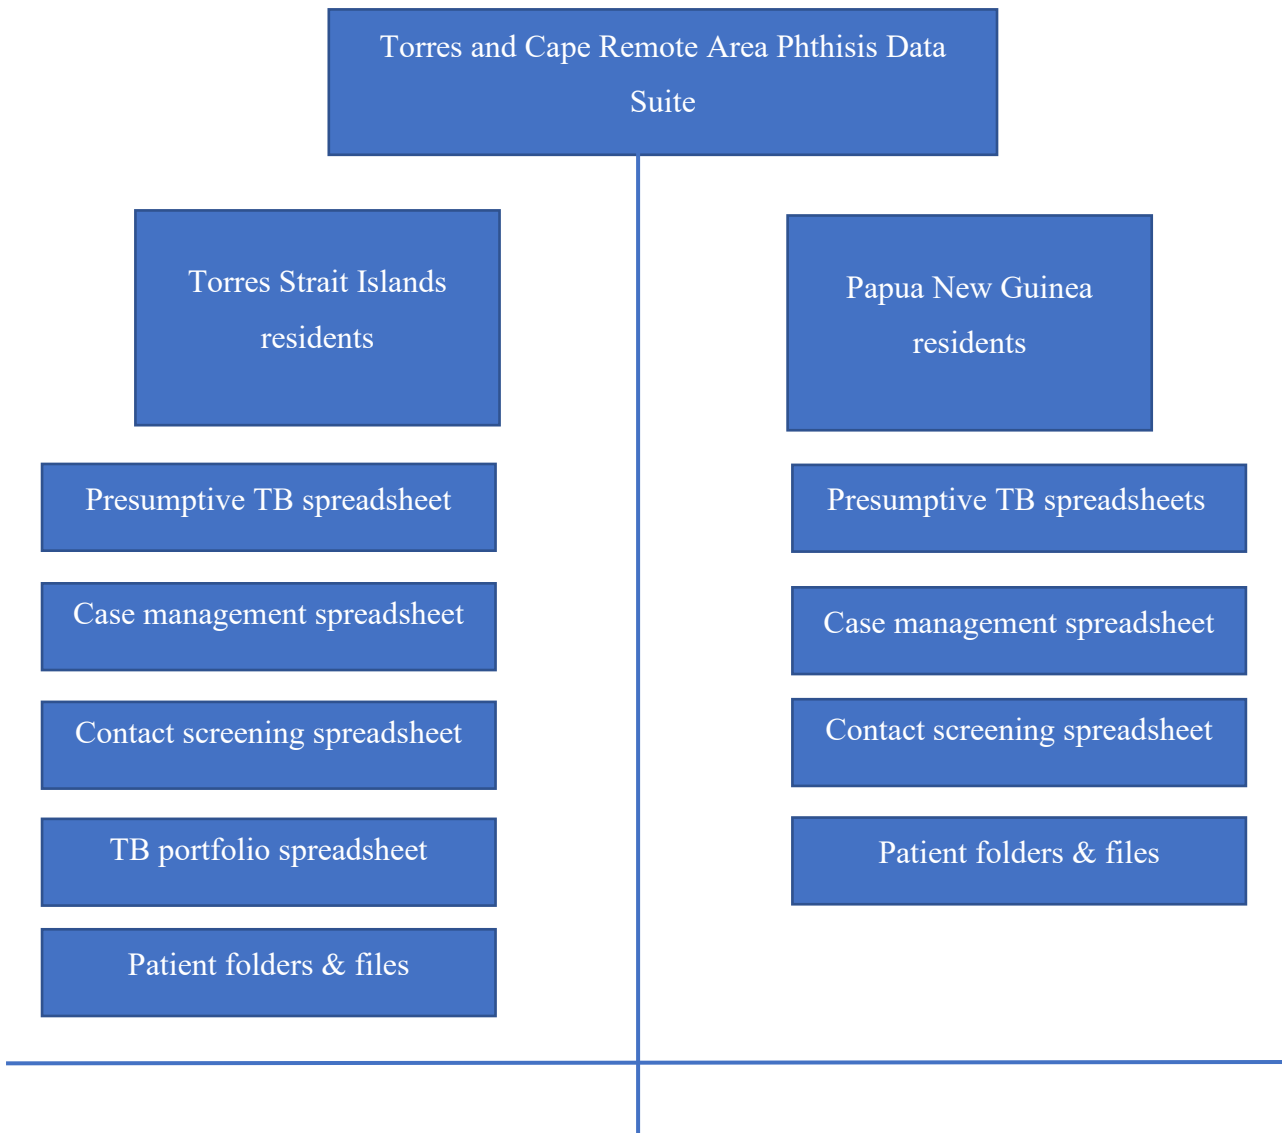 Torres and Cape Remote Area Phthisis Data
Suite
Torres Strait Islands
residents
Presumptive TB spreadsheet
Case management spreadsheet
Contact screening spreadsheet
TB portfolio spreadsheet
Patient folders & files
Papua New Guinea
residents
Presumptive TB spreadsheets
Case management spreadsheet
Contact screening spreadsheet
Patient folders & files